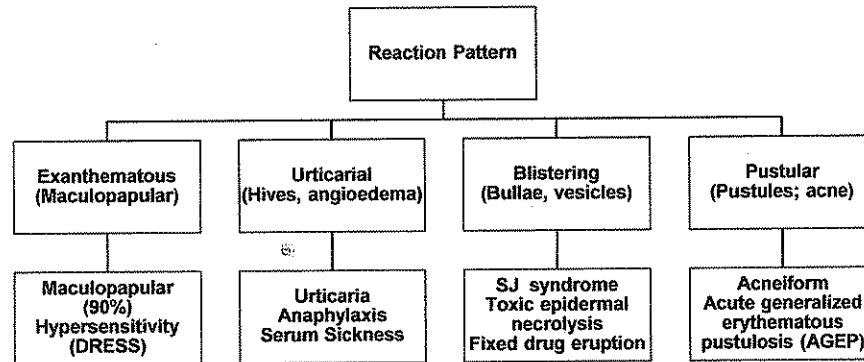 Reaction Pattern
Exanthematous
(Maculopapular)
Urticarial
(Hives, angioedema)
Blistering
(Bullae, vesicles)
Pustular
(Pustules; acne)
Maculopapular
(90%)
Hypersensitivity
(DRESS)
Urticaria
Anaphylaxis
Serum Sickness
SJ syndrome
Toxic epidermal
necrolysis
Fixed drug eruption
Acneiform
Acute generalized
erythematous
pustulosis (AGEP)